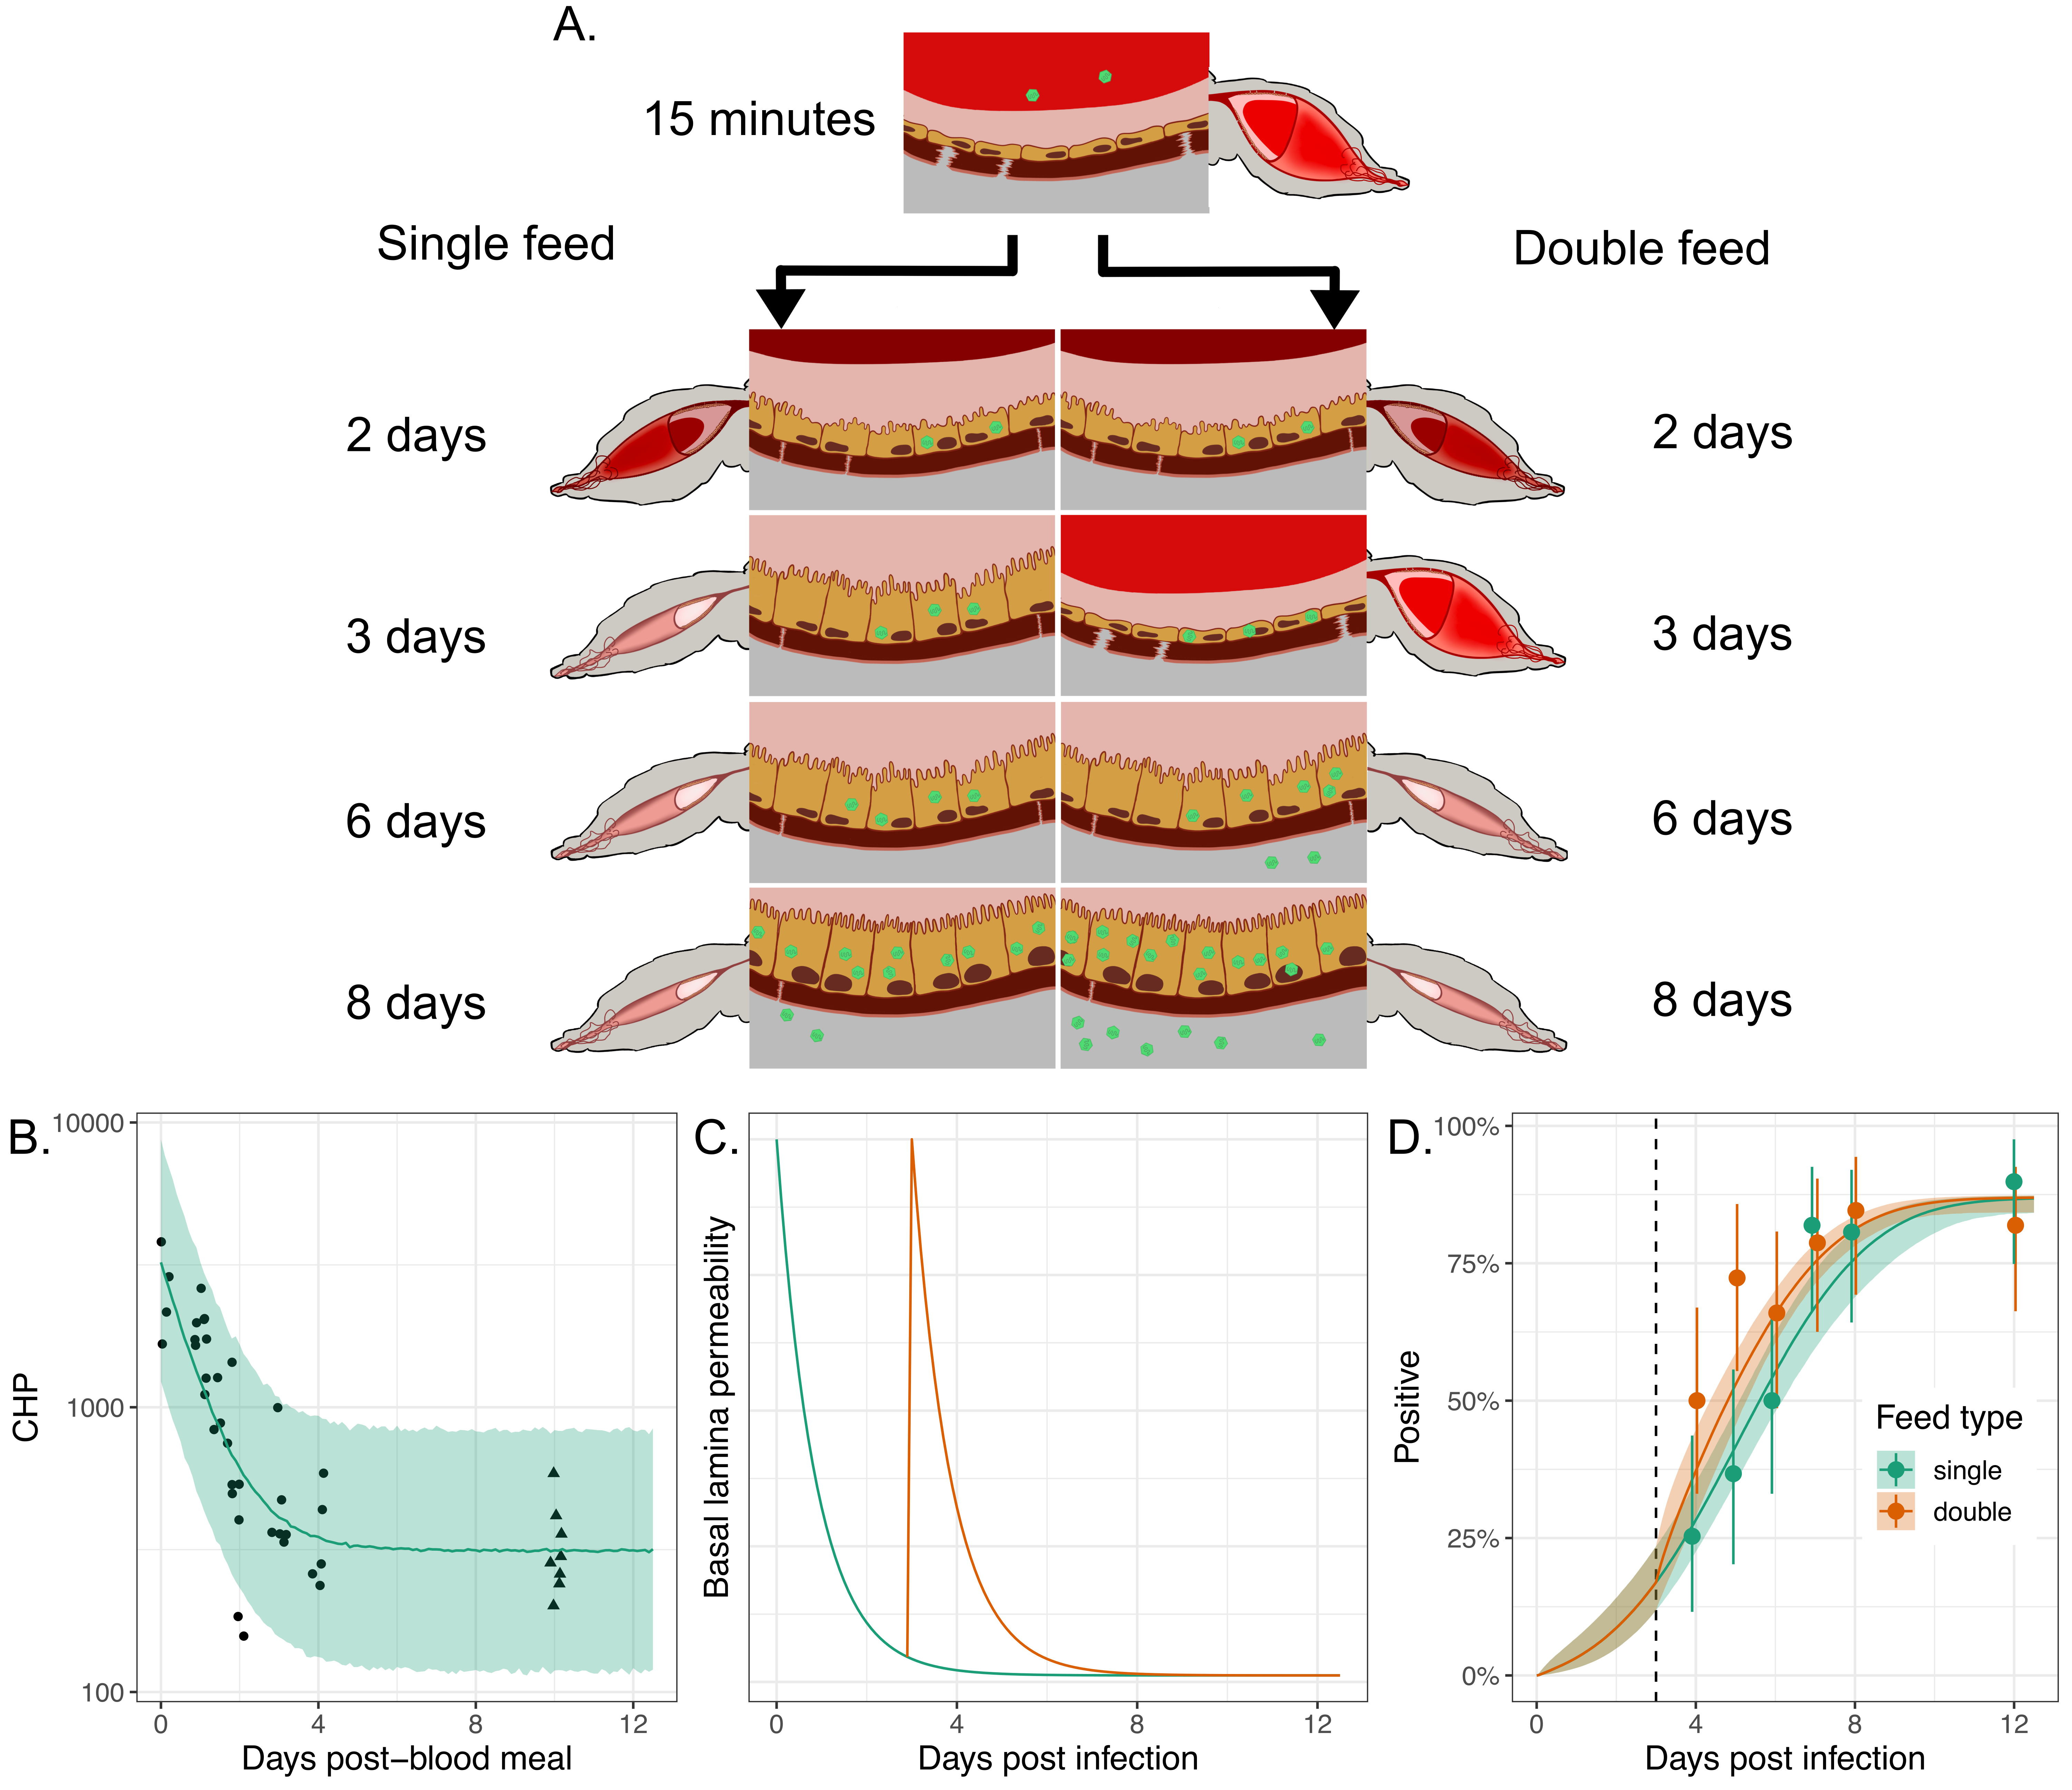 A.
15 minutes
Single feed
Double feed
2 days
2 days
3 days
3 days
6 days
6 days
8 days
8 days
B.
10000
1000
100
CHP
0
4
8
12
Days post–blood meal
C.
Basal lamina permeability
0
4
8
12
Days post infection
D.
100%
75%
50%
25%
0%
Positive
Feed type
single
double
0
4
8
12
Days post infection